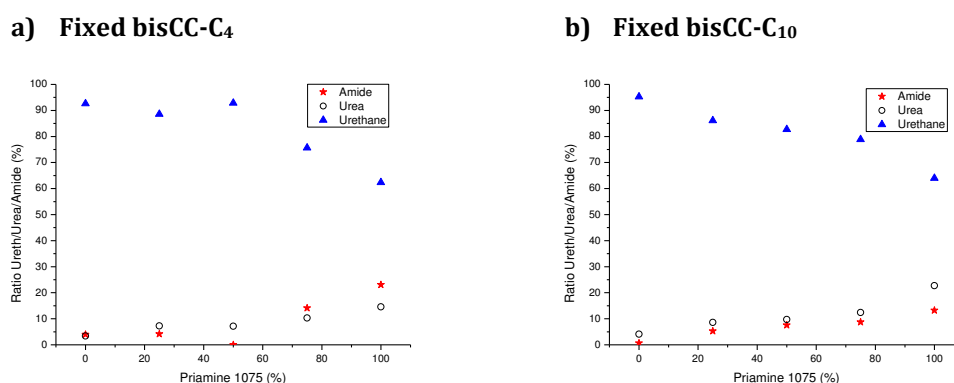 a) Fixed bisCC-C₄
Amide
Urea
Urethane
100
90
80
70
60
50
40
30
20
10
0
Ratio Ureth/Urea/Amide (%)
0 20 40 60 80 100
Priamine 1075 (%)
b) Fixed bisCC-C₁₀
Amide
Urea
Urethane
100
90
80
70
60
50
40
30
20
10
0
Ratio Ureth/Urea/Amide (%)
0 20 40 60 80 100
Priamine 1075 (%)